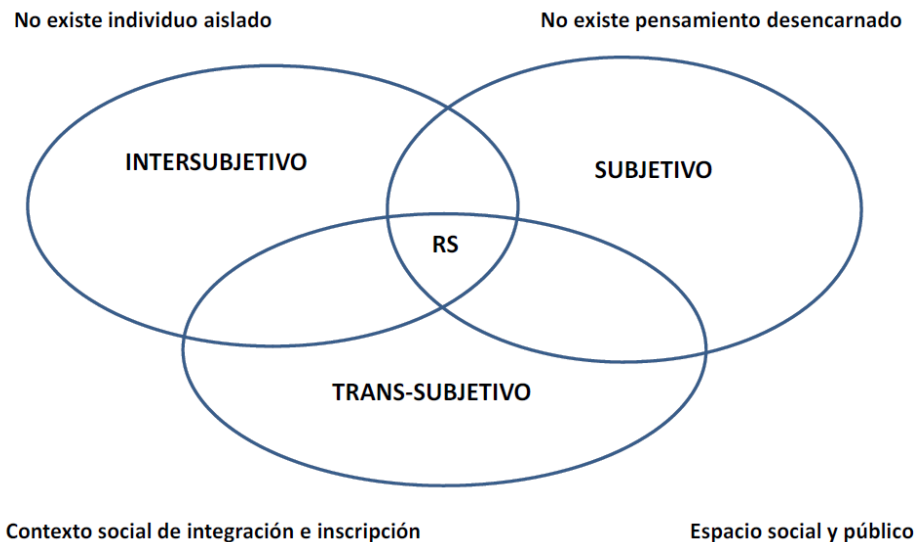 No existe individuo aislado
No existe pensamiento desencarnado
INTERSUBJETIVO
SUBJETIVO
RS
TRANS-SUBJETIVO
Contexto social de integración e inscripción
Espacio social y público